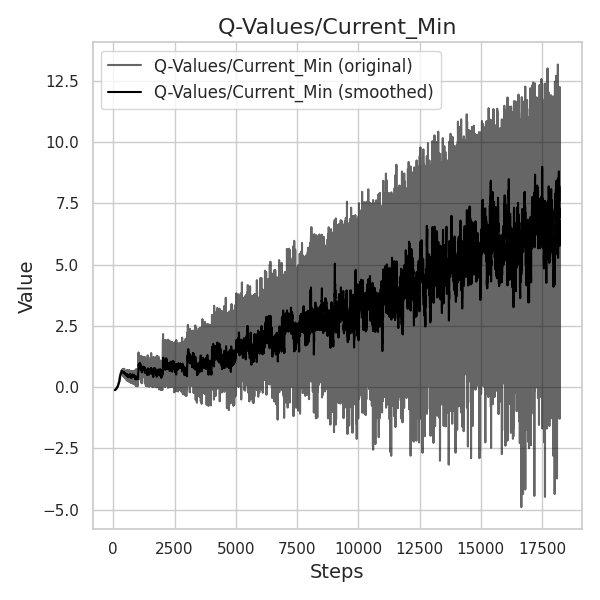 Q-Values/Current_Min
Q-Values/Current_Min (original)
Q-Values/Current_Min (smoothed)
12.5
10.0
7.5
5.0
2.5
0.0
−2.5
−5.0
Value
0 2500 5000 7500 10000 12500 15000 17500
Steps